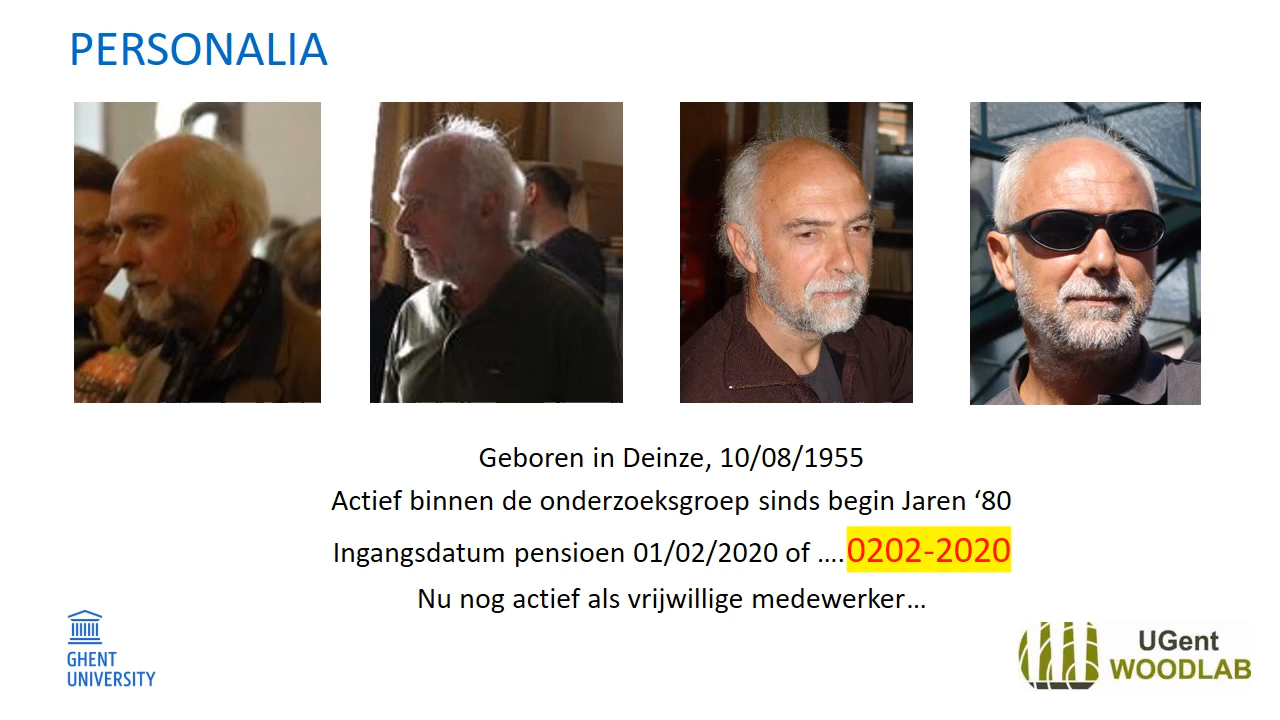 PERSONALIA
Geboren in Deinze, 10/08/1955
Actief binnen de onderzoeksgroep sinds begin Jaren ‘80
Ingangsdatum pensioen 01/02/2020 of ….0202-2020
Nu nog actief als vrijwillige medewerker…
GHENT
UNIVERSITY
UGent
WOODLAB